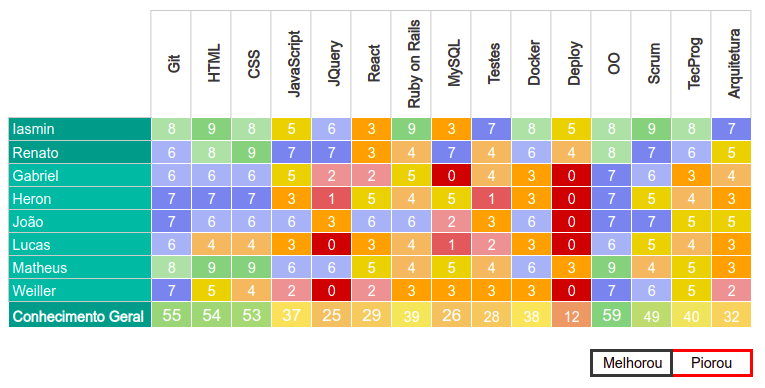 Git HTML CSS JavaScript JQuery React Ruby on Rails MySQL Testes Docker Deploy OO Scrum TecProg Arquitetura
Iasmin 8 9 8 5 6 3 9 3 7 8 5 8 9 8 7
Renato 6 8 9 7 7 3 4 7 4 6 4 8 7 6 5
Gabriel 6 6 6 5 2 2 5 0 4 3 0 7 6 3 4
Heron 7 7 7 3 1 5 4 5 1 3 0 7 5 4 3
João 7 6 6 6 3 6 6 2 3 6 0 7 7 5 5
Lucas 6 4 4 3 0 3 4 1 2 3 0 6 5 4 3
Matheus 8 9 9 6 6 5 4 5 4 6 3 9 4 5 3
Weiller 7 5 4 2 0 2 3 3 3 3 0 7 6 5 2
Conhecimento Geral 55 54 53 37 25 29 39 26 28 38 12 59 49 40 32
Melhorou Piorou